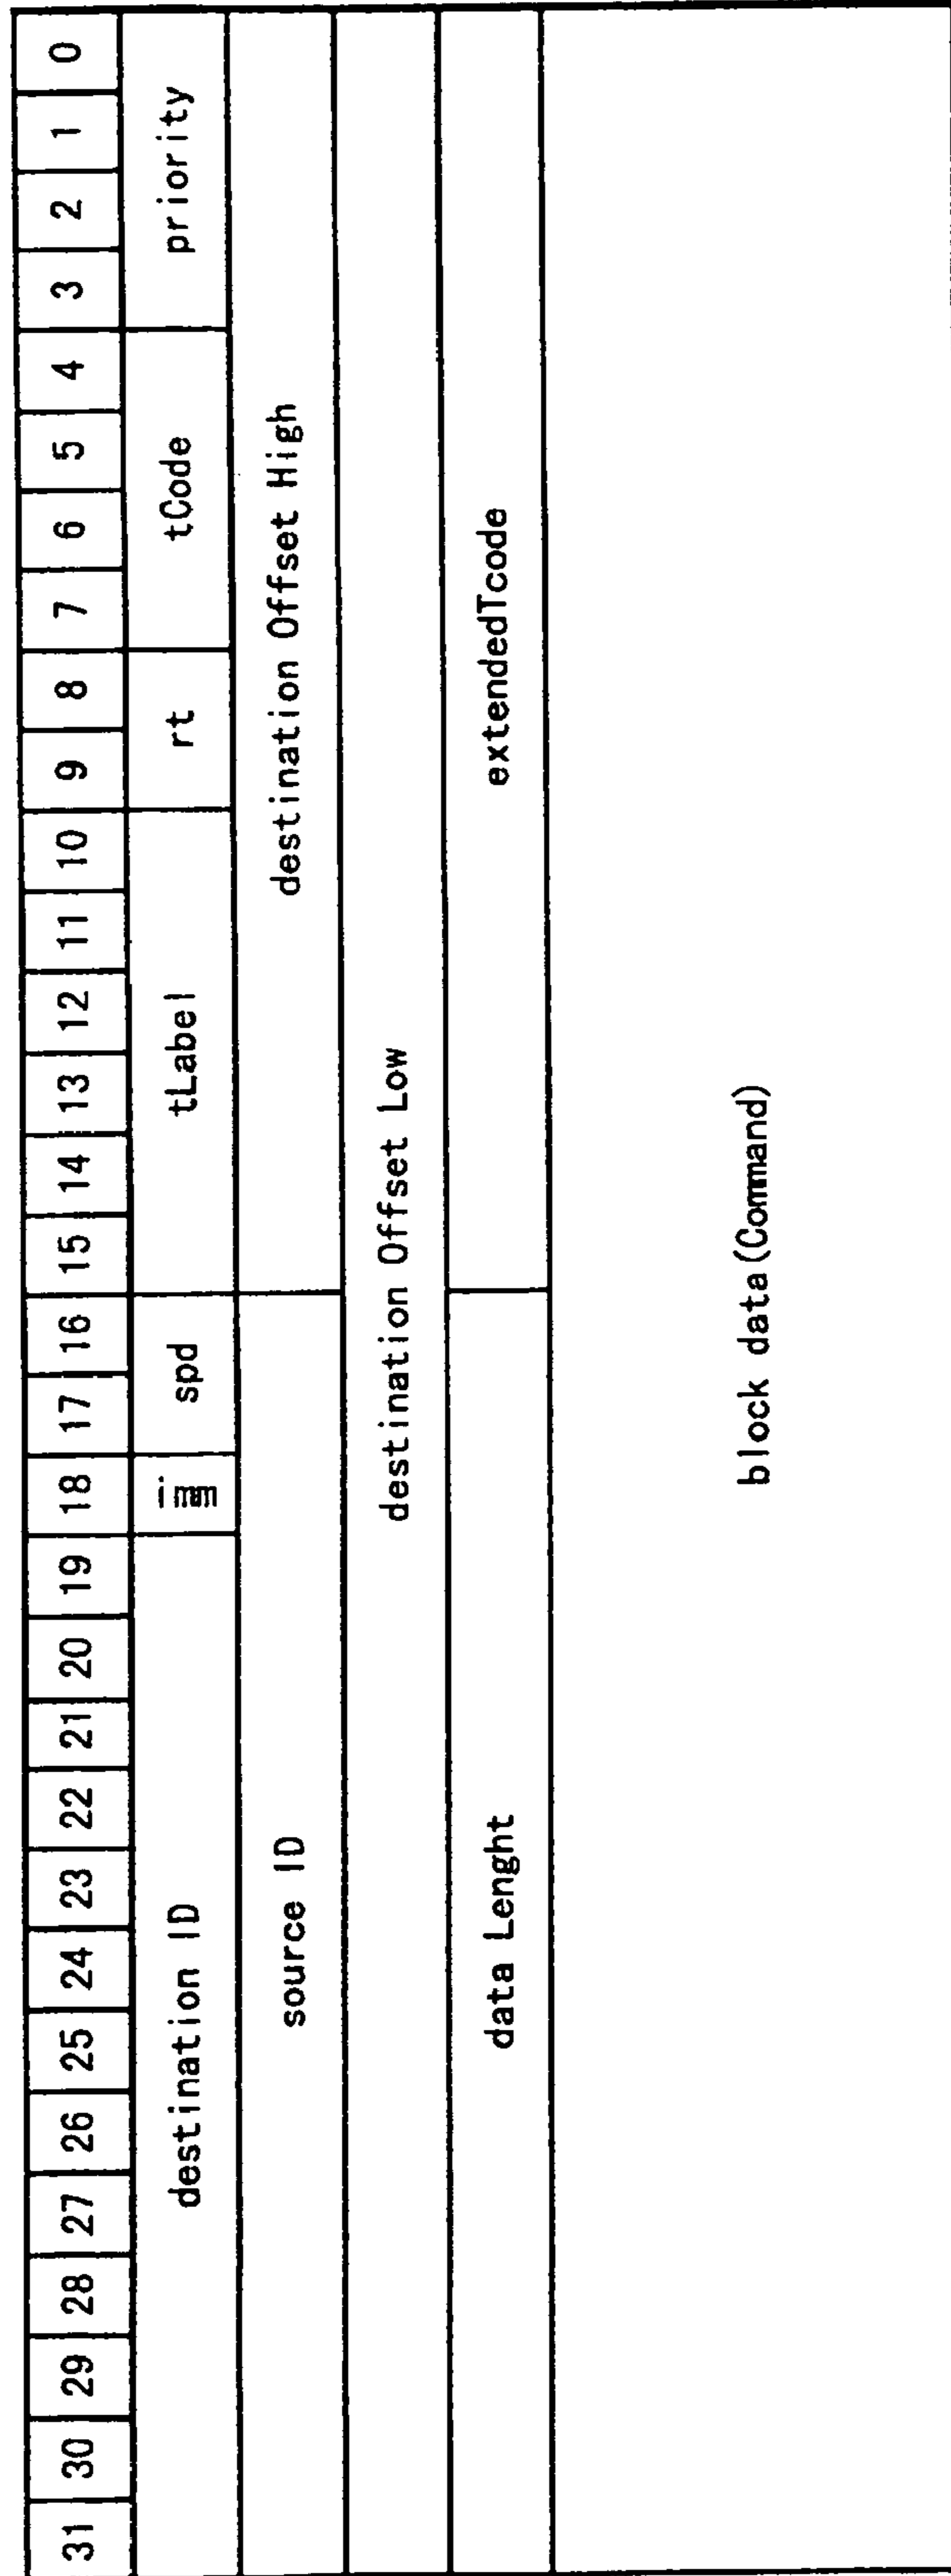 31 30 29 28 27 26 25 24 23 22 21 20 19 18 17 16 15 14 13 12 11 10 9 8 7 6 5 4 3 2 1 0
destination ID imm spd tLabel rt tCode priority
source ID destination Offset High
destination Offset Low
data Lenght extendedTcode
block data(Command)